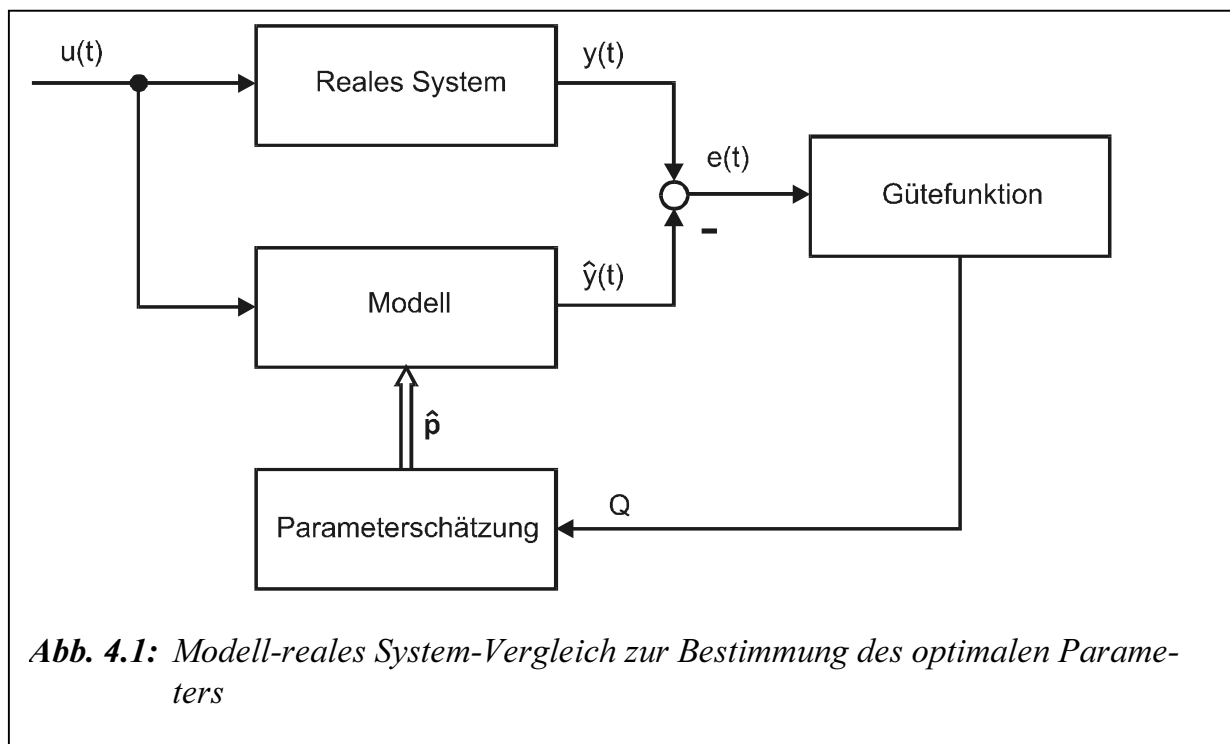 u(t)
Reales System
y(t)
e(t)
Gütefunktion
-
Modell
ŷ(t)
p̂
Parameterschätzung
Q
Abb. 4.1: Modell-reales System-Vergleich zur Bestimmung des optimalen Parame-
ters